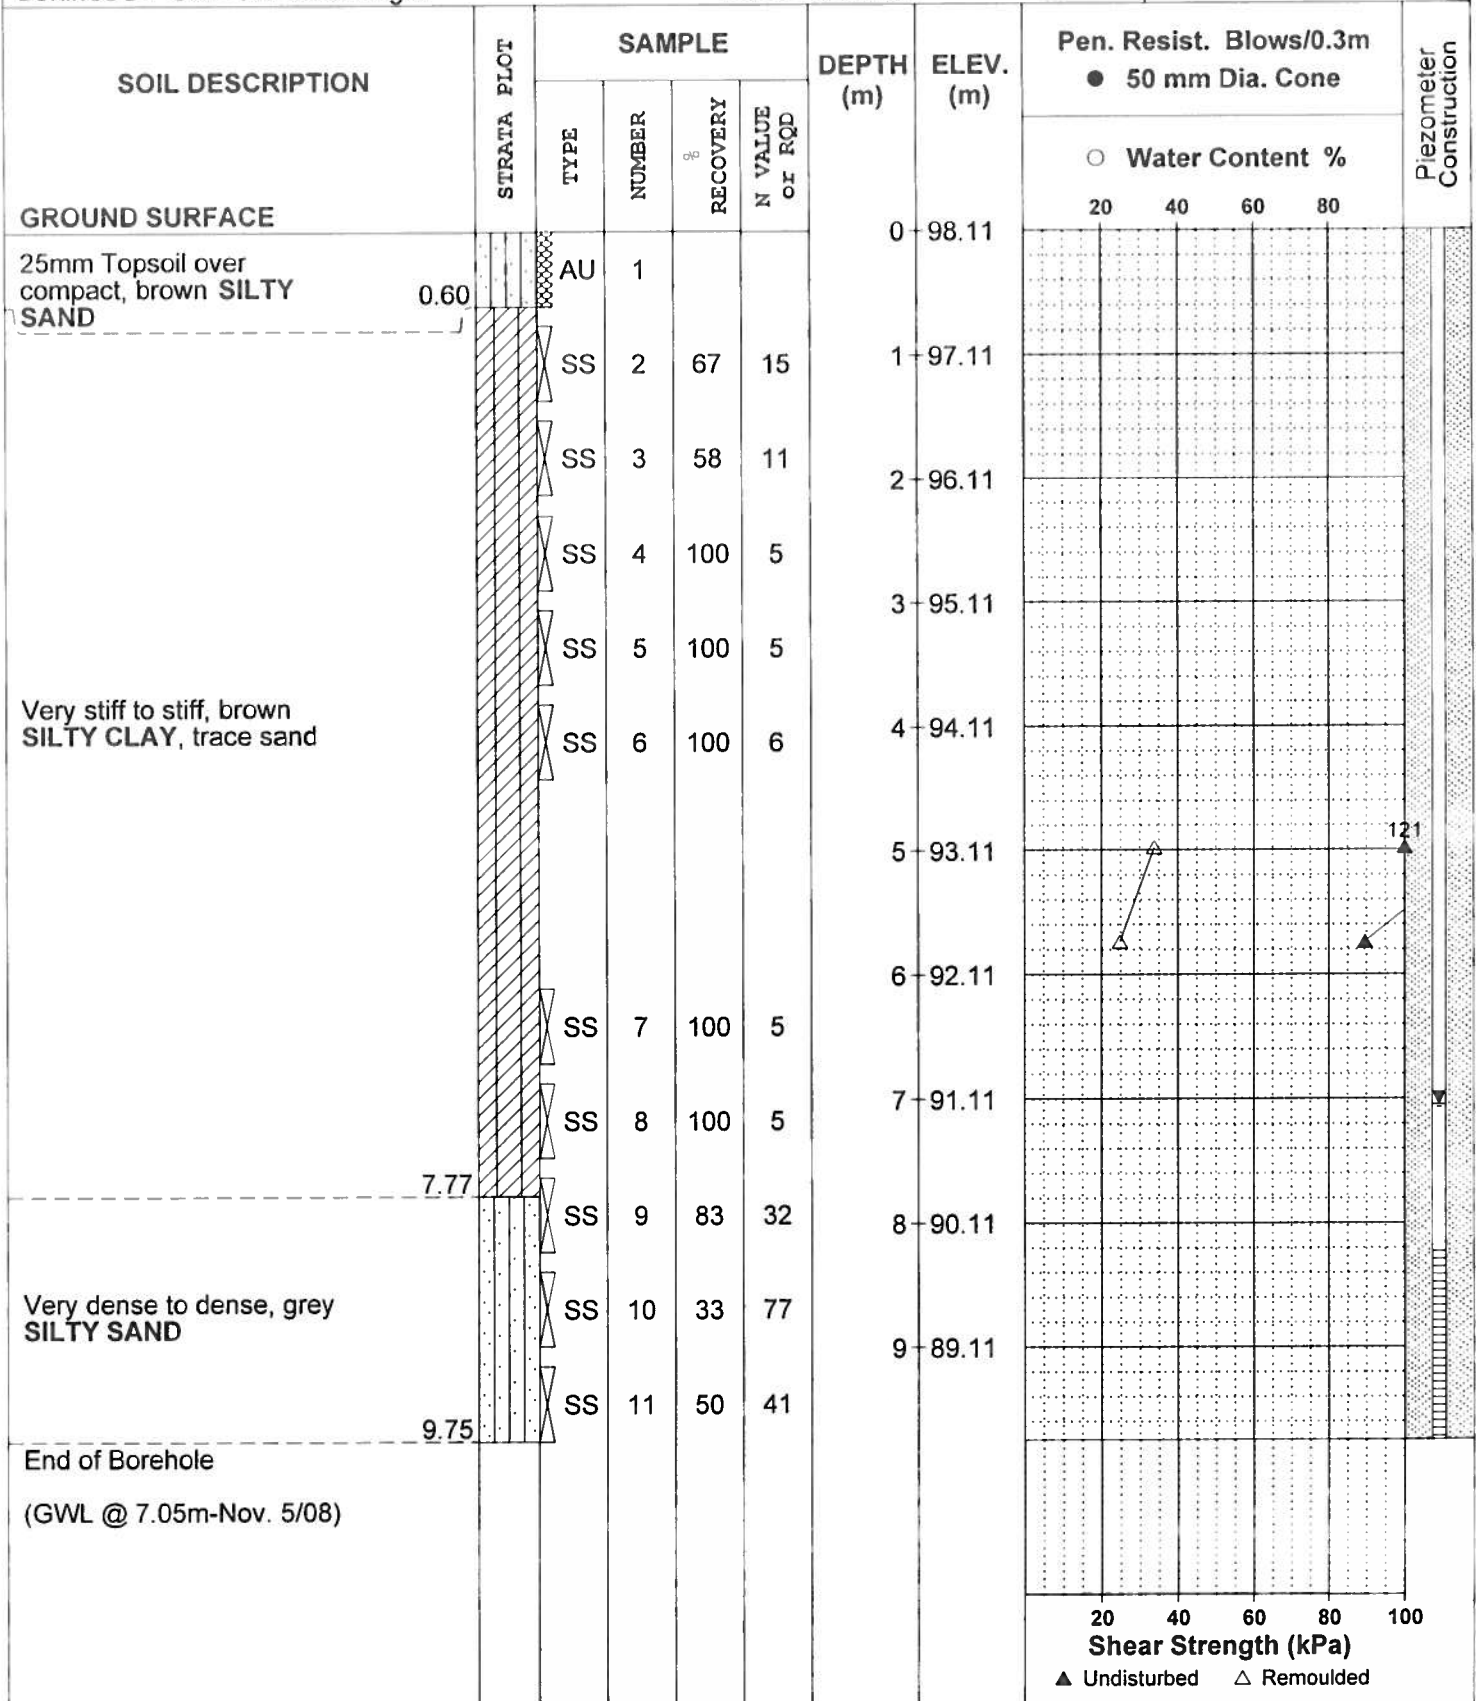 SOIL DESCRIPTION
GROUND SURFACE
STRATA PLOT
SAMPLE
TYPE
NUMBER
%
RECOVERY
N VALUE
or RQD
DEPTH
(m)
ELEV.
(m)
Pen. Resist. Blows/0.3m
● 50 mm Dia. Cone
○ Water Content %
20 40 60 80
Piezometer
Construction
0 98.11
25mm Topsoil over
compact, brown SILTY
SAND
0.60
AU 1
SS 2 67 15
1 97.11
SS 3 58 11
2 96.11
SS 4 100 5
3 95.11
SS 5 100 5
Very stiff to stiff, brown
SILTY CLAY, trace sand
SS 6 100 6
4 94.11
121
5 93.11
6 92.11
SS 7 100 5
7 91.11
SS 8 100 5
7.77
SS 9 83 32
8 90.11
Very dense to dense, grey
SILTY SAND
SS 10 33 77
9 89.11
SS 11 50 41
9.75
End of Borehole
(GWL @ 7.05m-Nov. 5/08)
20 40 60 80 100
Shear Strength (kPa)
▲ Undisturbed △ Remoulded